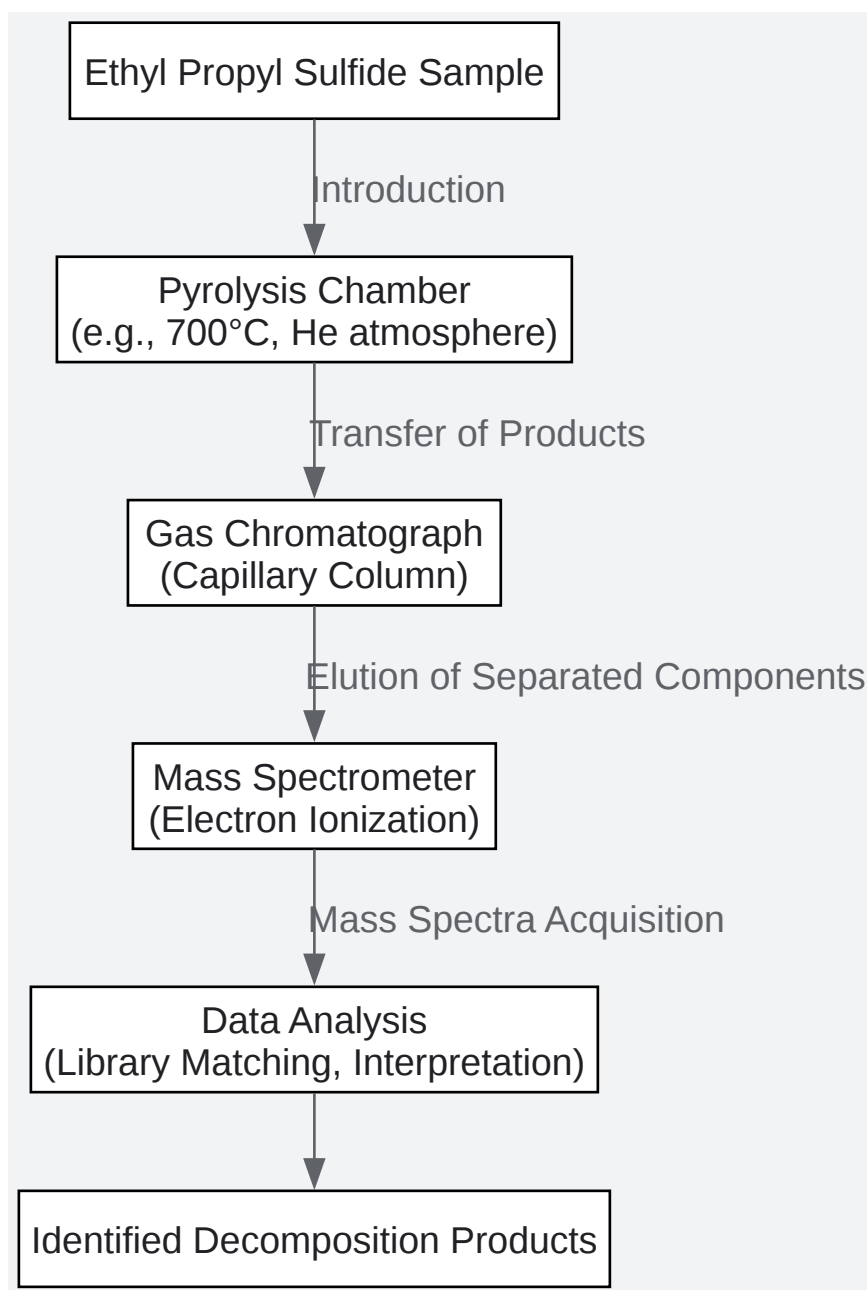 Ethyl Propyl Sulfide Sample
Introduction
Pyrolysis Chamber
(e.g., 700°C, He atmosphere)
Transfer of Products
Gas Chromatograph
(Capillary Column)
Elution of Separated Components
Mass Spectrometer
(Electron Ionization)
Mass Spectra Acquisition
Data Analysis
(Library Matching, Interpretation)
Identified Decomposition Products